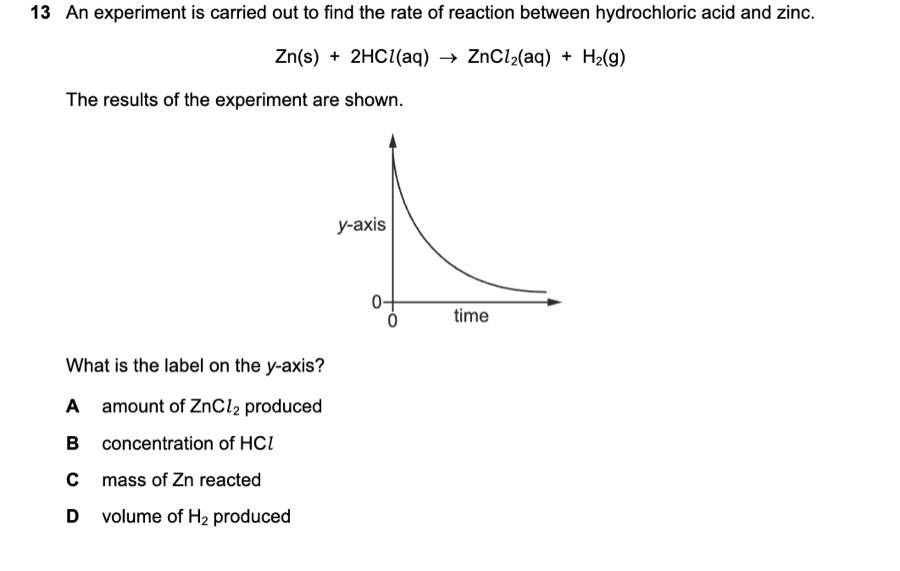 13 An experiment is carried out to find the rate of reaction between hydrochloric acid and zinc.
Zn(s) + 2HCl(aq) → ZnCl₂(aq) + H₂(g)
The results of the experiment are shown.
y-axis
0
0
time
What is the label on the y-axis?
A amount of ZnCl₂ produced
B concentration of HCl
C mass of Zn reacted
D volume of H₂ produced